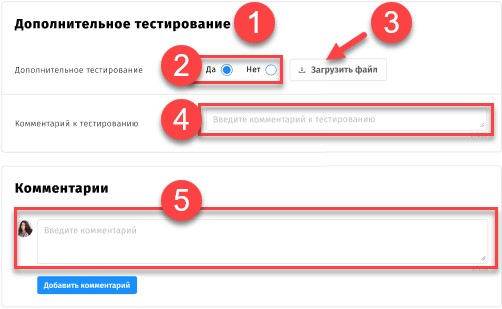 Дополнительное тестирование 1
3
Дополнительное тестирование 2 Да Нет Загрузить файл
Комментарий к тестированию 4 Введите комментарий к тестированию
Комментарии 5
Введите комментарий
Добавить комментарий